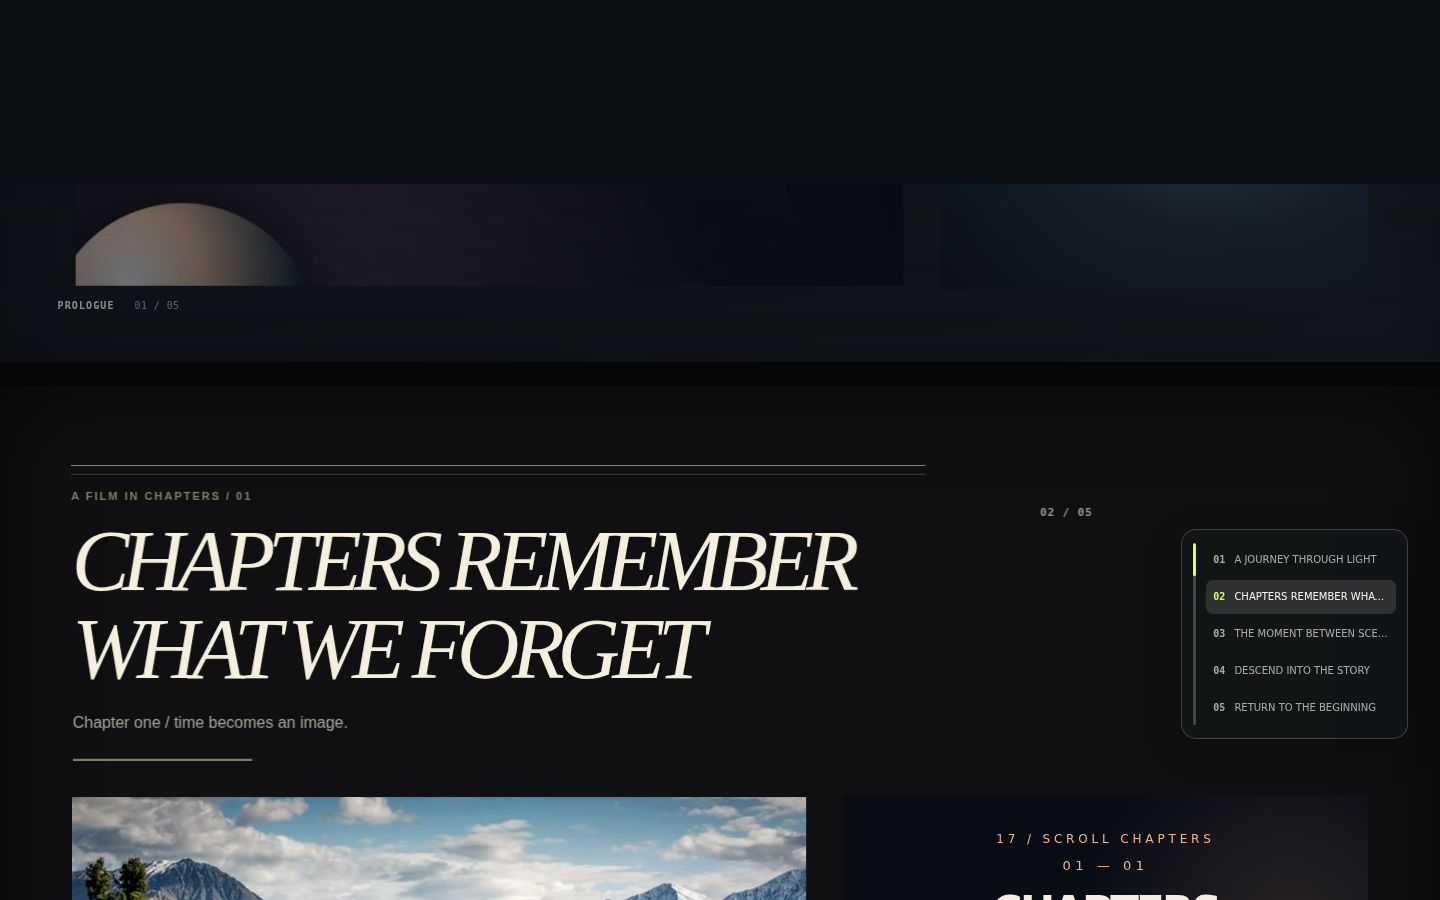 PROLOGUE 01 / 05
A FILM IN CHAPTERS / 01
CHAPTERS REMEMBER
WHAT WE FORGET
Chapter one / time becomes an image.
02 / 05
01 A JOURNEY THROUGH LIGHT
02 CHAPTERS REMEMBER WHA...
03 THE MOMENT BETWEEN SCE...
04 DESCEND INTO THE STORY
05 RETURN TO THE BEGINNING
17 / SCROLL CHAPTERS
01 — 01
CHAPTERS